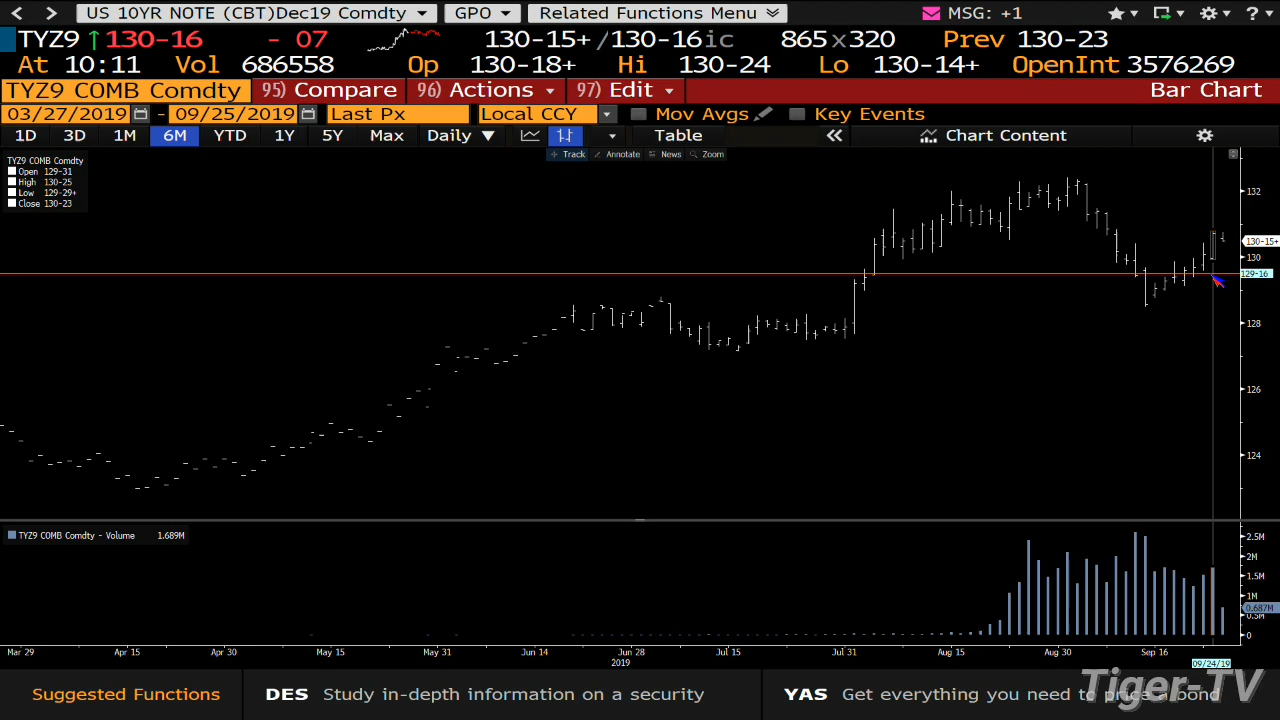 US 10YR NOTE (CBT)Dec19 Comdty GPO Related Functions Menu MSG: +1 ?
TYZ9 ↑130-16 - 07 130-15+/130-16ic 865x320 Prev 130-23
At 10:11 Vol 686558 Op 130-18+ Hi 130-24 Lo 130-14+ OpenInt 3576269
TYZ9 COMB Comdty 95) Compare 96) Actions 97) Edit Bar Chart
03/27/2019 - 09/25/2019 Last Px Local CCY Mov Avgs Key Events
1D 3D 1M 6M YTD 1Y 5Y Max Daily ▼ Table « Chart Content
Track Annotate News Zoom
TYZ9 COMB Comdty
Open 129-31
High 130-25
Low 129-29+
Close 130-23
132
130-15+
130
129-16
128
126
124
TYZ9 COMB Comdty - Volume 1.689M
2.5M
2M
1.5M
1M
0.687M
0.5M
0
Mar 29 Apr 15 Apr 30 May 15 May 31 Jun 14 Jun 28 Jul 15 Jul 31 Aug 15 Aug 30 Sep 16
2019 09/24/19
Suggested Functions DES Study in-depth information on a security YAS Get everything you need to price a bond
Tiger-TV